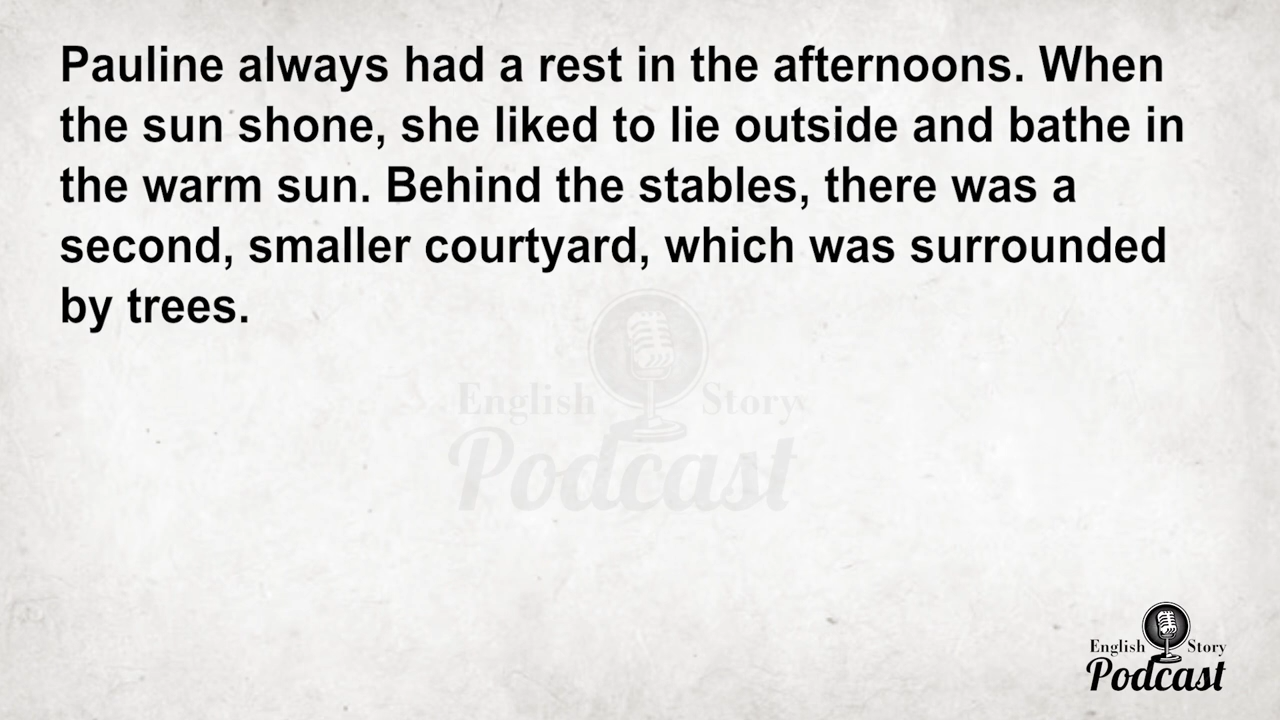 Pauline always had a rest in the afternoons. When
the sun shone, she liked to lie outside and bathe in
the warm sun. Behind the stables, there was a
second, smaller courtyard, which was surrounded
by trees.
English Story
Podcast
English Story
Podcast